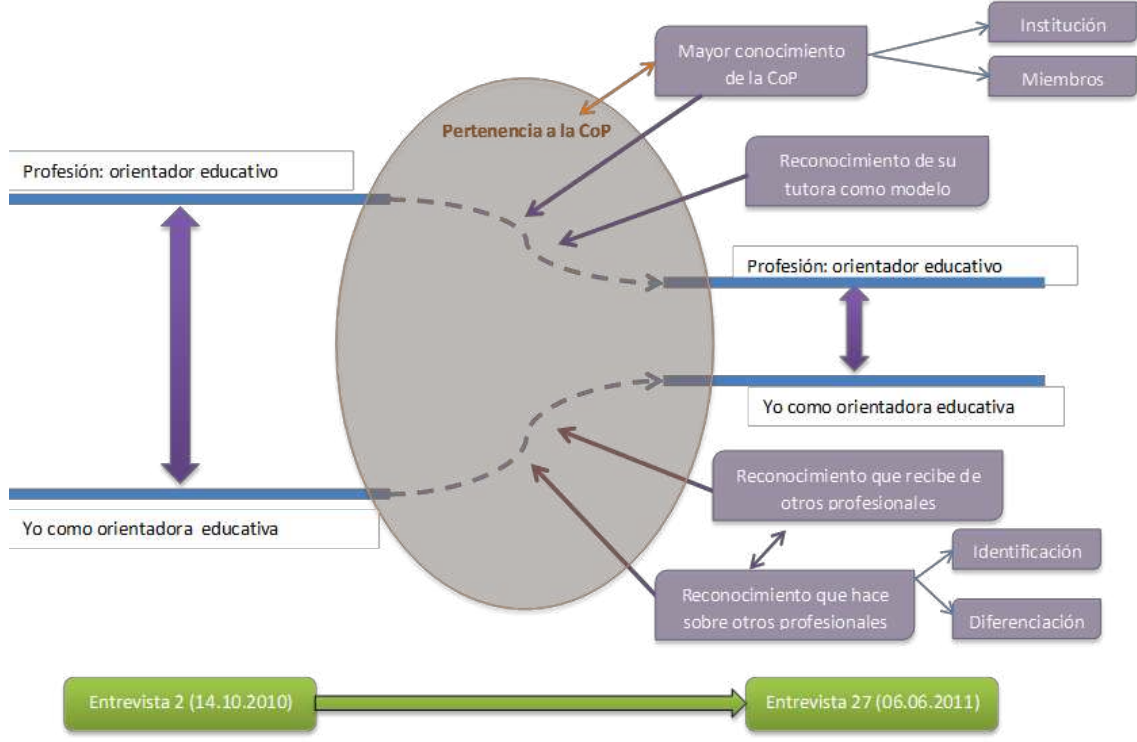 Mayor conocimiento
de la CoP
Institución
Miembros
Pertenencia a la CoP
Profesión: orientador educativo
Reconocimiento de su
tutora como modelo
Profesión: orientador educativo
Yo como orientadora educativa
Yo como orientadora educativa
Reconocimiento que recibe de
otros profesionales
Reconocimiento que hace
sobre otros profesionales
Identificación
Diferenciación
Entrevista 2 (14.10.2010)
Entrevista 27 (06.06.2011)